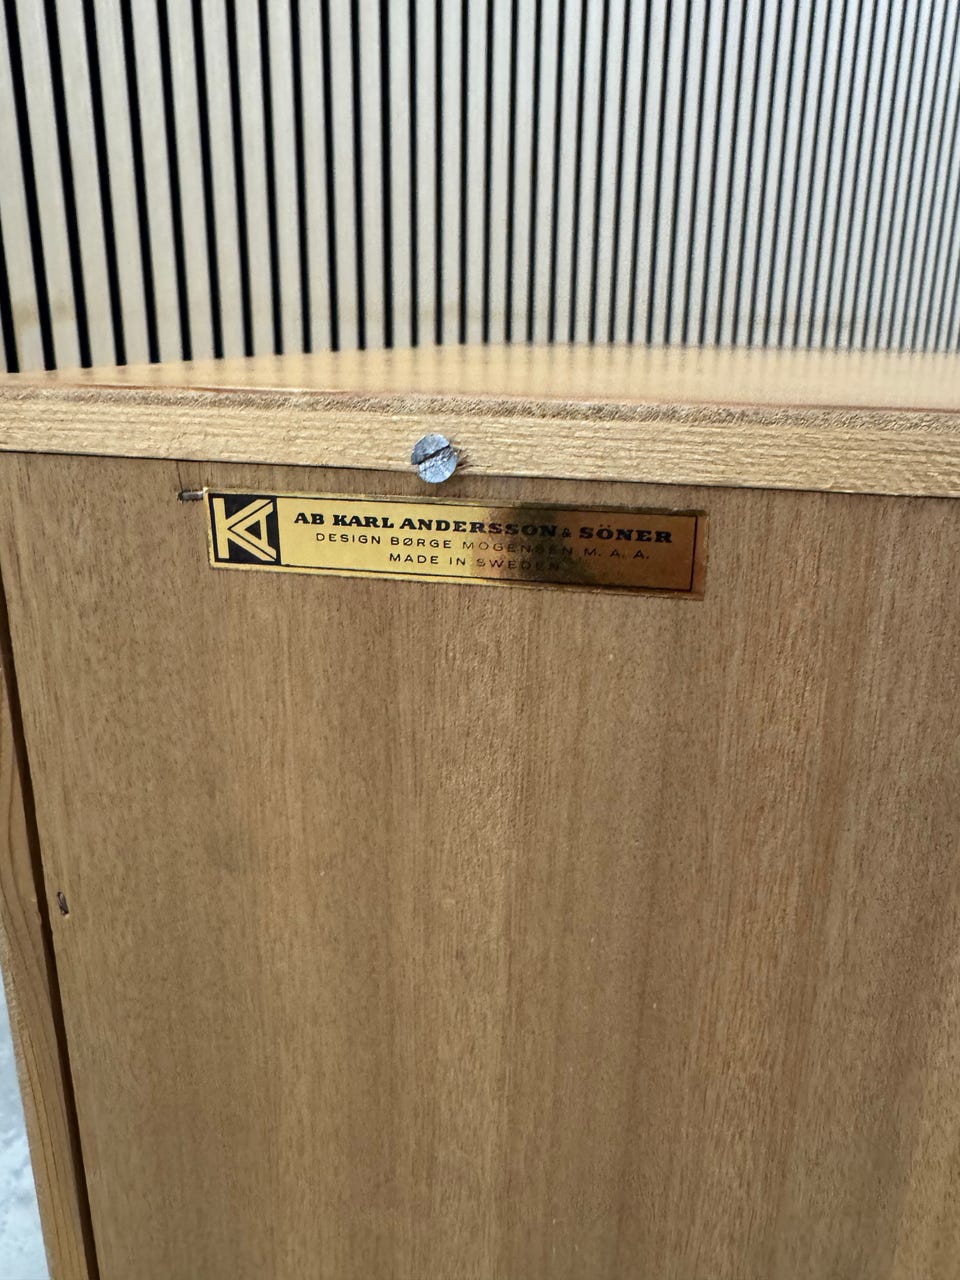 KA
AB KARL ANDERSSON & SÖNER
DESIGN BØRGE MOGENSEN M. A. A.
MADE IN SWEDEN